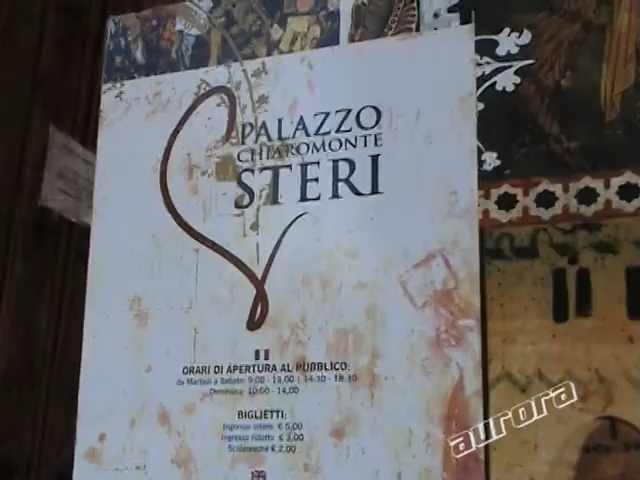 PALAZZO
CHIAROMONTE
STERI
ORARI DI APERTURA AL PUBBLICO:
da Martedì a Sabato: 9.00 - 13.00 | 14.30 - 18.30
Domenica: 10.00 - 14.00
BIGLIETTI:
Ingresso intero € 5,00
Ingresso ridotto € 3,00
Scolaresche € 2,00
aurora